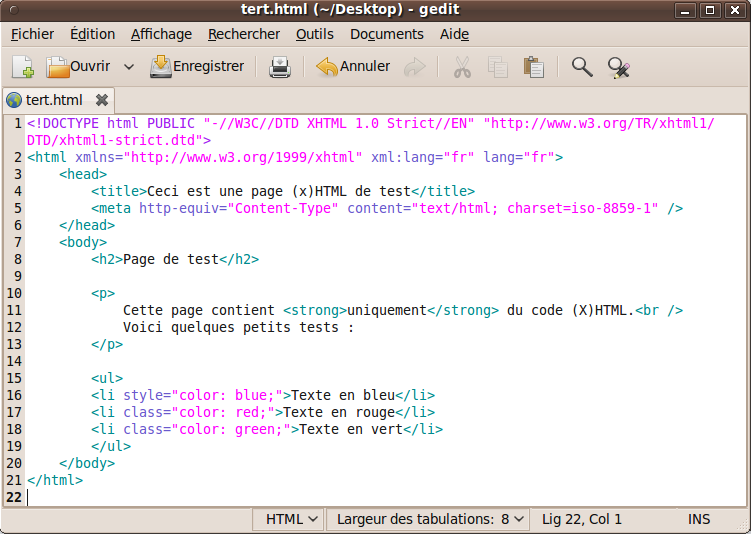 tert.html (~/Desktop) - gedit
Fichier Édition Affichage Rechercher Outils Documents Aide
Ouvrir Enregistrer Annuler
tert.html
1 <!DOCTYPE html PUBLIC "-//W3C//DTD XHTML 1.0 Strict//EN" "http://www.w3.org/TR/xhtml1/
DTD/xhtml1-strict.dtd">
2 <html xmlns="http://www.w3.org/1999/xhtml" xml:lang="fr" lang="fr">
3 <head>
4 <title>Ceci est une page (x)HTML de test</title>
5 <meta http-equiv="Content-Type" content="text/html; charset=iso-8859-1" />
6 </head>
7 <body>
8 <h2>Page de test</h2>
9
10 <p>
11 Cette page contient <strong>uniquement</strong> du code (X)HTML.<br />
12 Voici quelques petits tests :
13 </p>
14
15 <ul>
16 <li style="color: blue;">Texte en bleu</li>
17 <li class="color: red;">Texte en rouge</li>
18 <li class="color: green;">Texte en vert</li>
19 </ul>
20 </body>
21 </html>
22
HTML Largeur des tabulations: 8 Lig 22, Col 1 INS